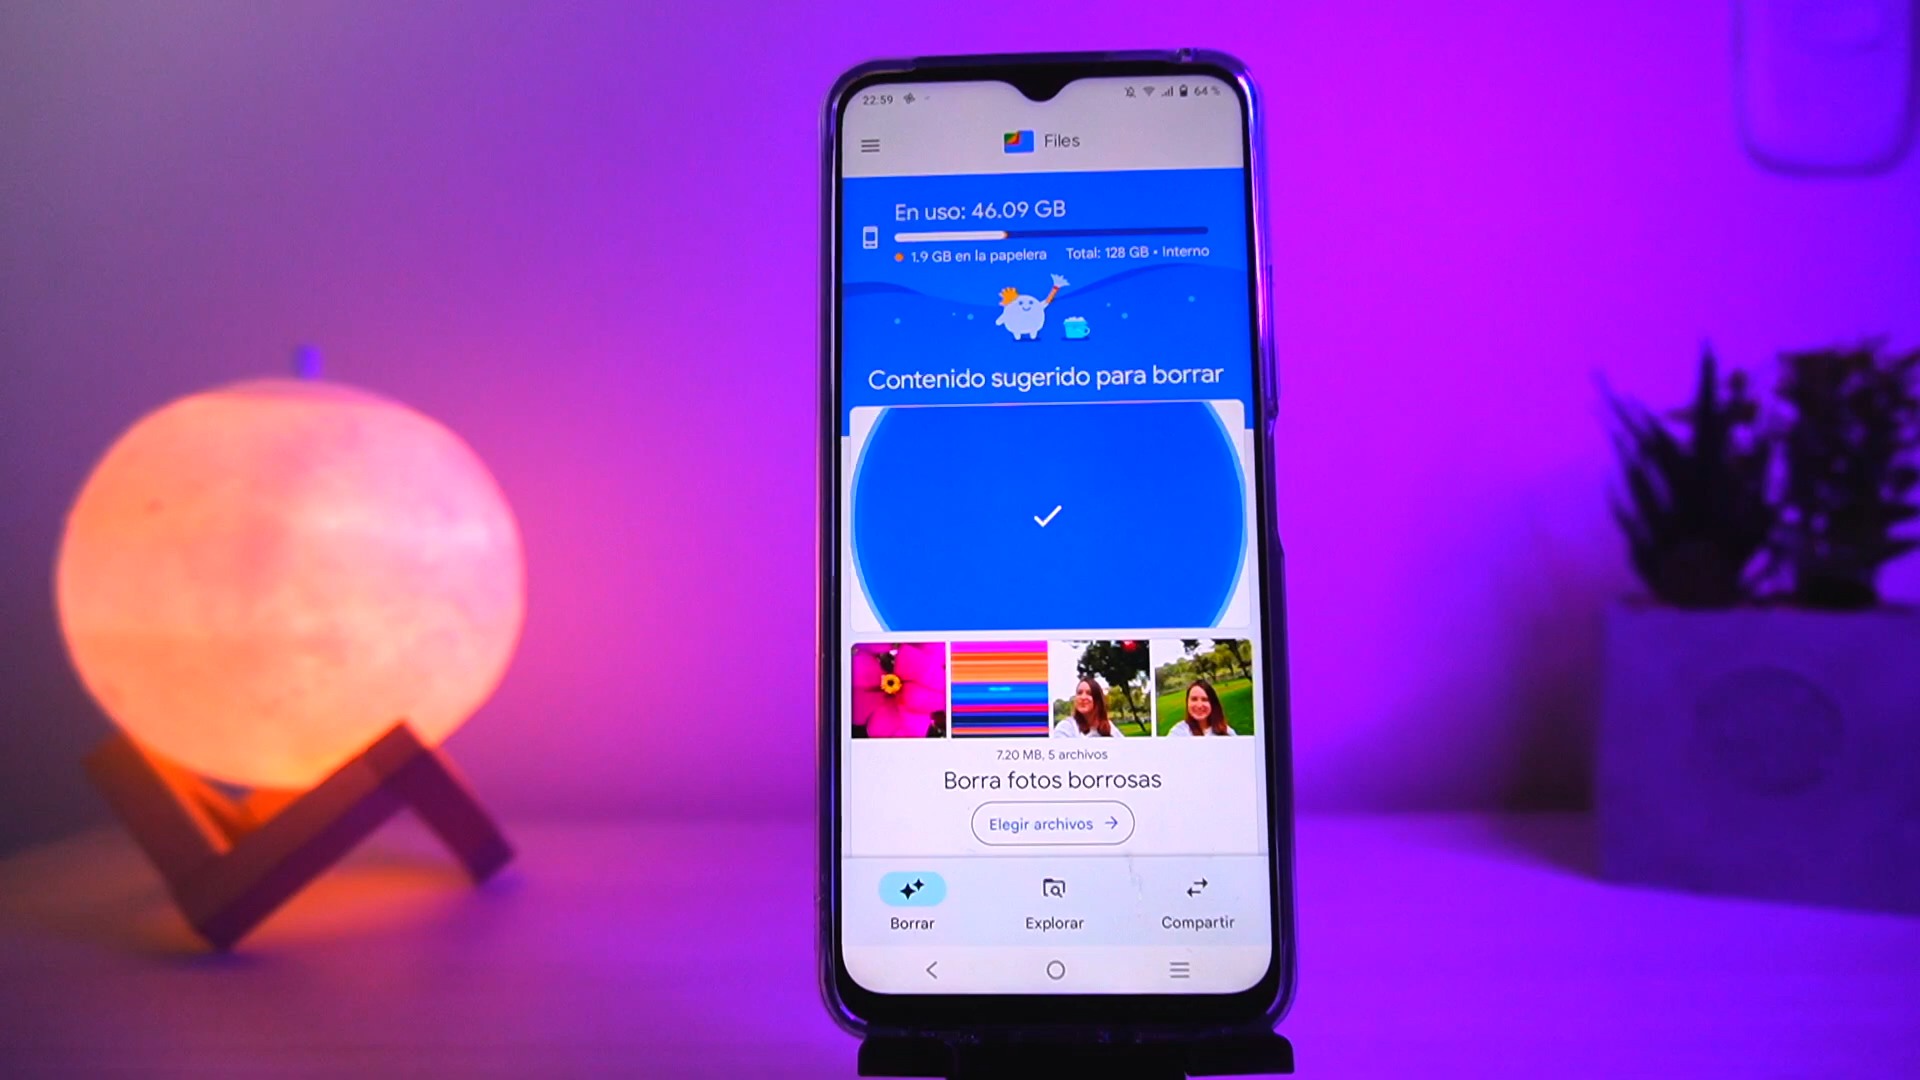 22:59
64 %
Files
En uso: 46.09 GB
1.9 GB en la papelera
Total: 128 GB • Interno
Contenido sugerido para borrar
7.20 MB, 5 archivos
Borra fotos borrosas
Elegir archivos →
Borrar
Explorar
Compartir